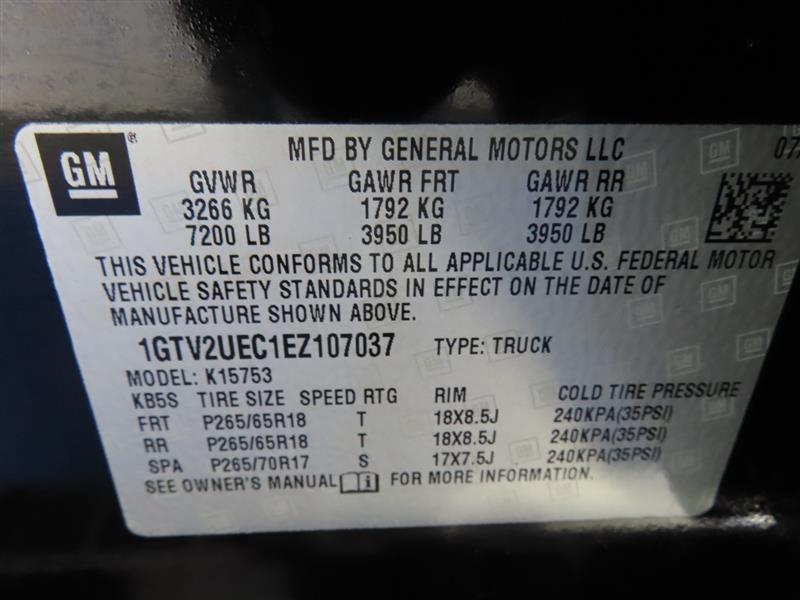 GM
MFD BY GENERAL MOTORS LLC
GVWR GAWR FRT GAWR RR
3266 KG 1792 KG 1792 KG
7200 LB 3950 LB 3950 LB
THIS VEHICLE CONFORMS TO ALL APPLICABLE U.S. FEDERAL MOTOR
VEHICLE SAFETY STANDARDS IN EFFECT ON THE DATE OF
MANUFACTURE SHOWN ABOVE.
1GTV2UEC1EZ107037 TYPE: TRUCK
MODEL: K15753
KB5S TIRE SIZE SPEED RTG RIM COLD TIRE PRESSURE
FRT P265/65R18 T 18X8.5J 240KPA(35PSI)
RR P265/65R18 T 18X8.5J 240KPA(35PSI)
SPA P265/70R17 S 17X7.5J 240KPA(35PSI)
SEE OWNER'S MANUAL i FOR MORE INFORMATION.